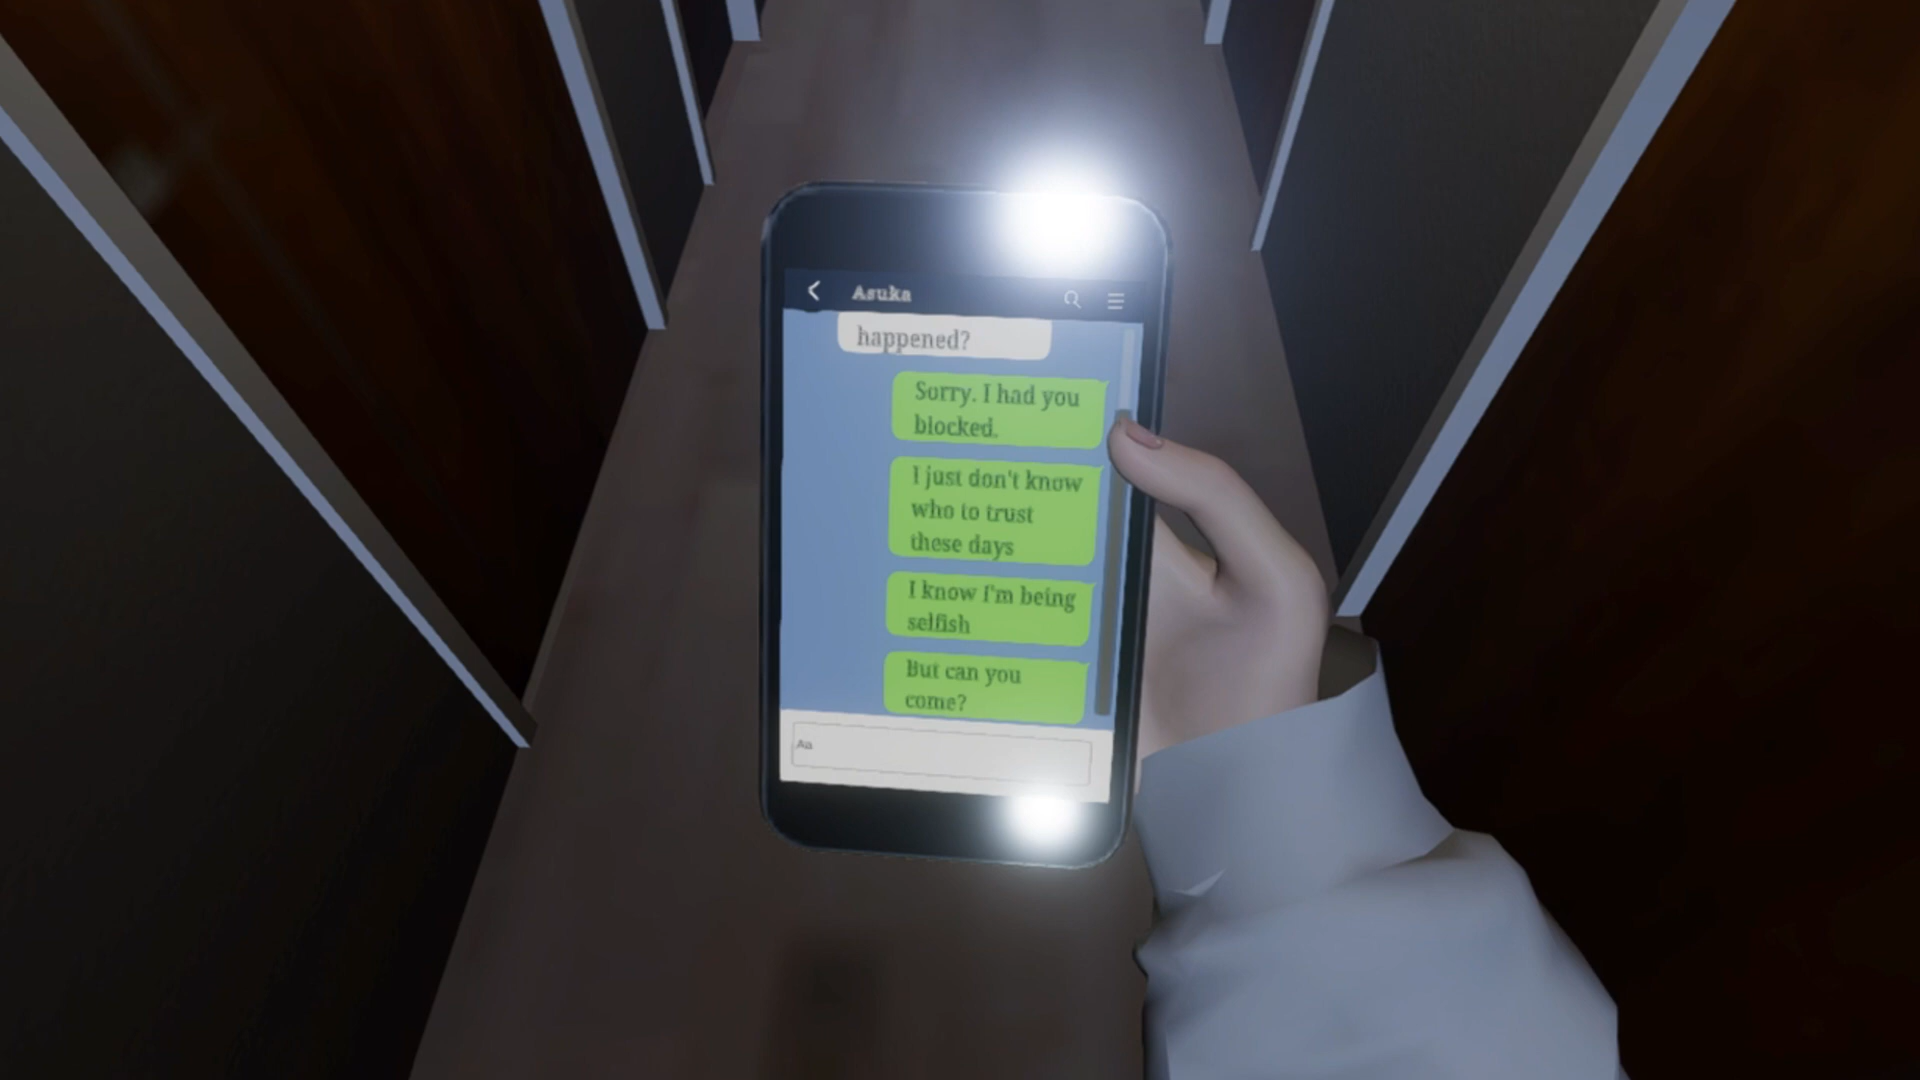 Asuka
happened?
Sorry. I had you
blocked.
I just don't know
who to trust
these days
I know I'm being
selfish
But can you
come?
Aa